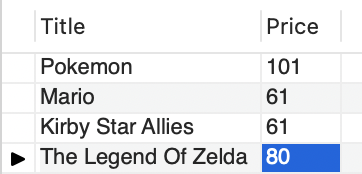 Title Price
Pokemon 101
Mario 61
Kirby Star Allies 61
The Legend Of Zelda 80